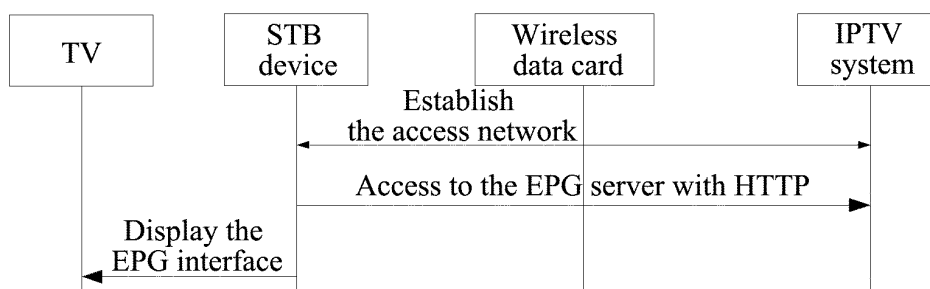 TV
STB
device
Wireless
data card
IPTV
system
Establish
the access network
Access to the EPG server with HTTP
Display the
EPG interface